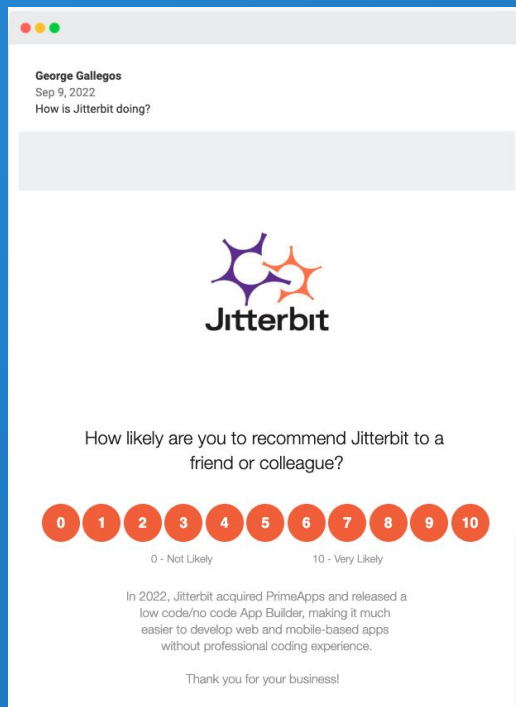 George Gallegos
Sep 9, 2022
How is Jitterbit doing?
Jitterbit
How likely are you to recommend Jitterbit to a
friend or colleague?
0 1 2 3 4 5 6 7 8 9 10
0 - Not Likely 10 - Very Likely
In 2022, Jitterbit acquired PrimeApps and released a
low code/no code App Builder, making it much
easier to develop web and mobile-based apps
without professional coding experience.
Thank you for your business!